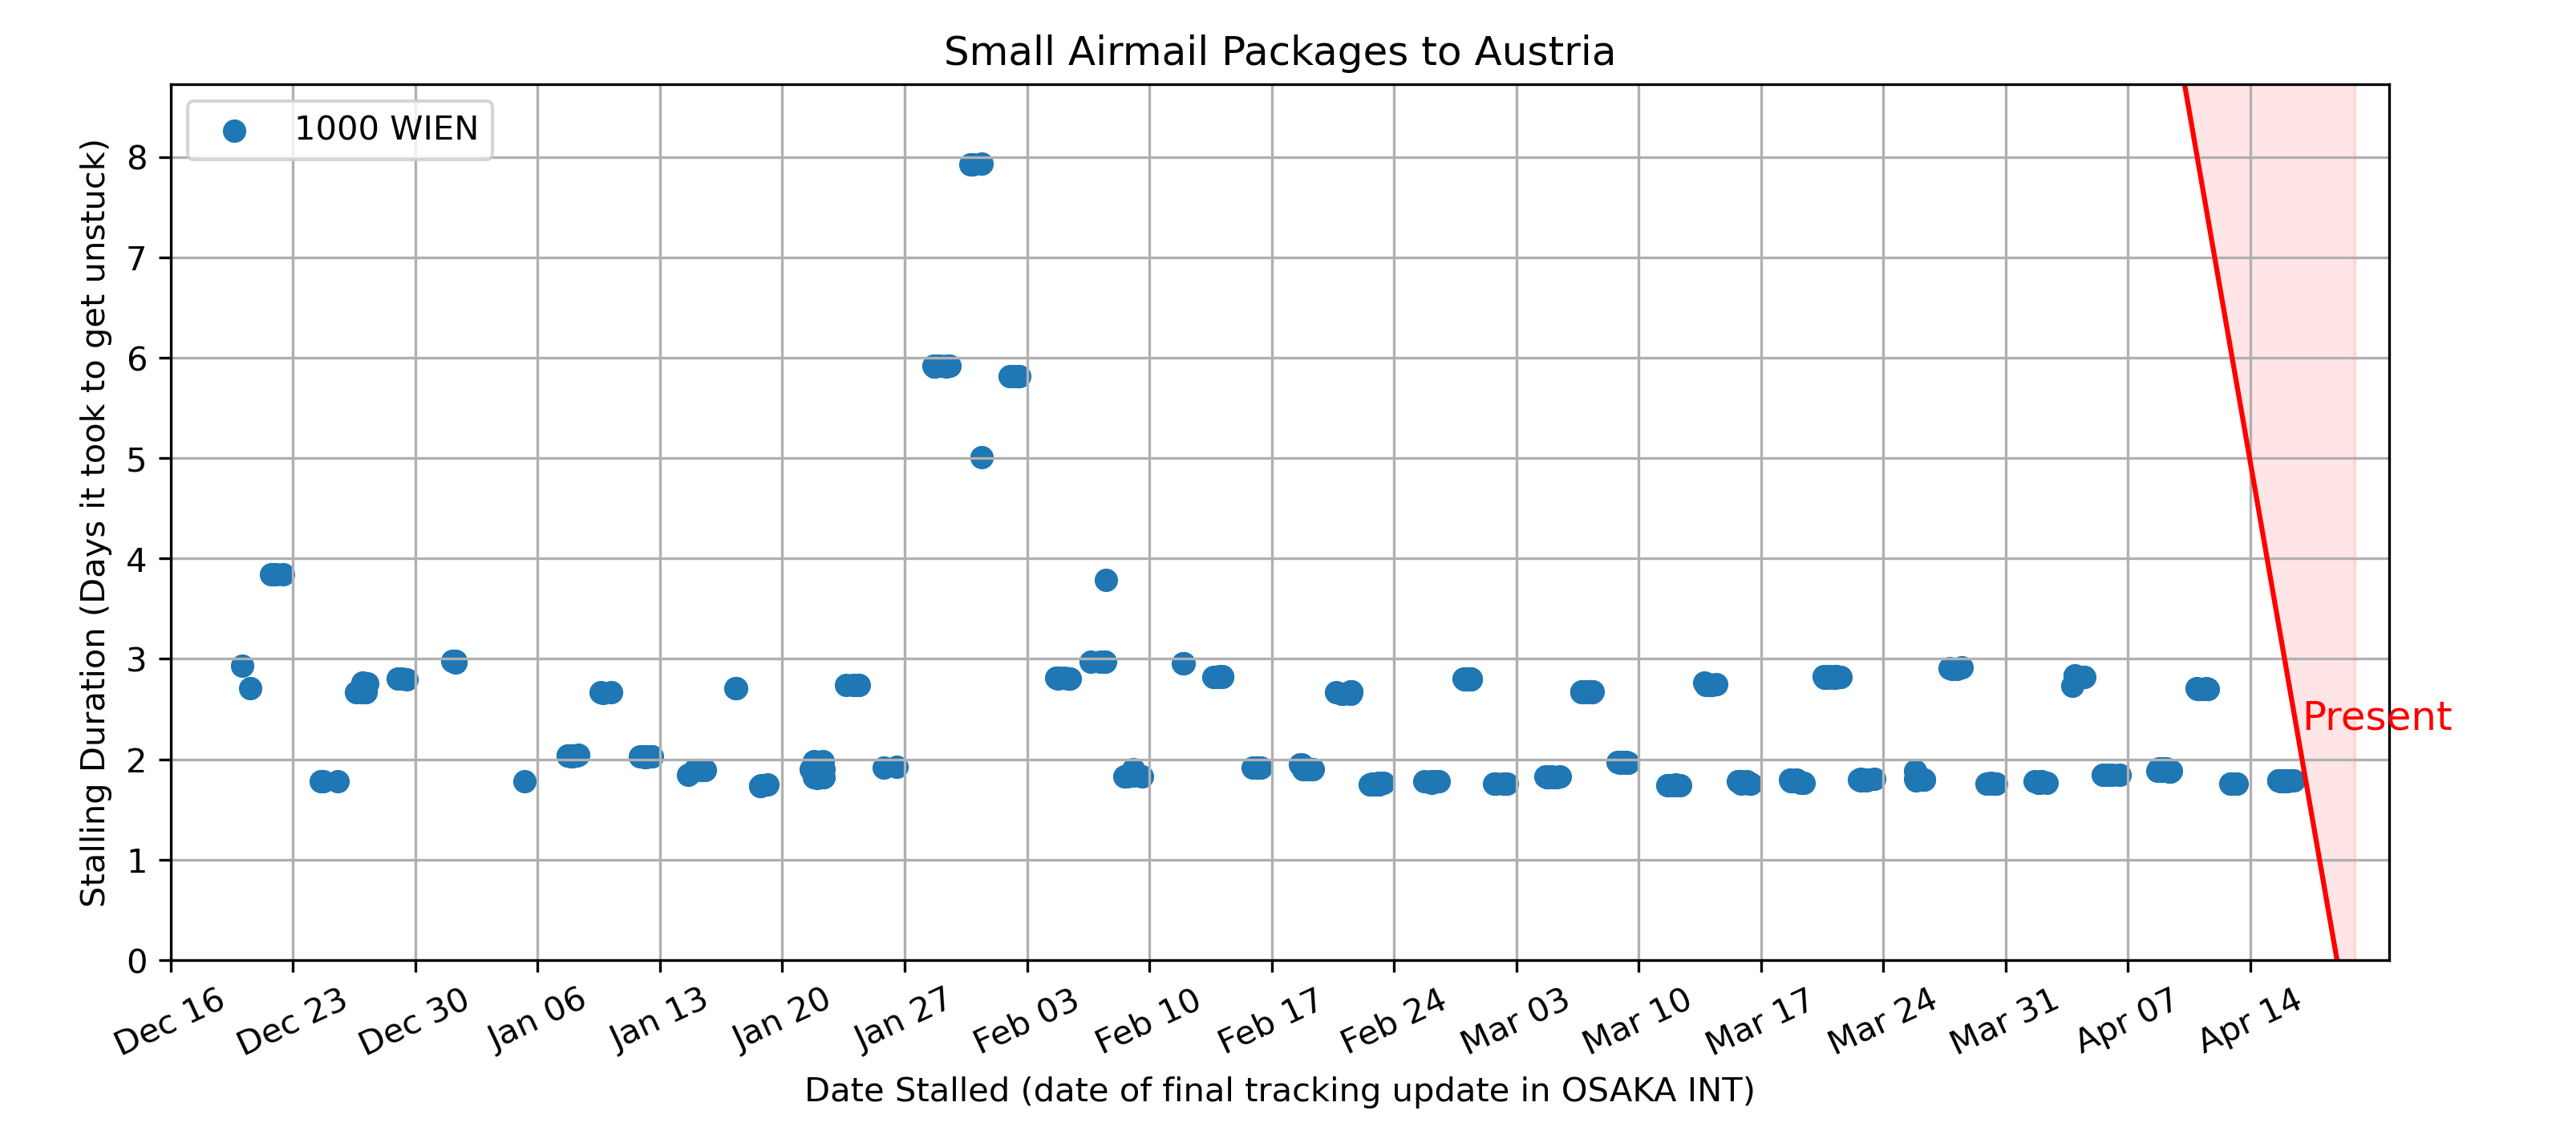 Small Airmail Packages to Austria
1000 WIEN
Stalling Duration (Days it took to get unstuck)
8
7
6
5
4
3
2
1
0
Present
Dec 16
Dec 23
Dec 30
Jan 06
Jan 13
Jan 20
Jan 27
Feb 03
Feb 10
Feb 17
Feb 24
Mar 03
Mar 10
Mar 17
Mar 24
Mar 31
Apr 07
Apr 14
Date Stalled (date of final tracking update in OSAKA INT)